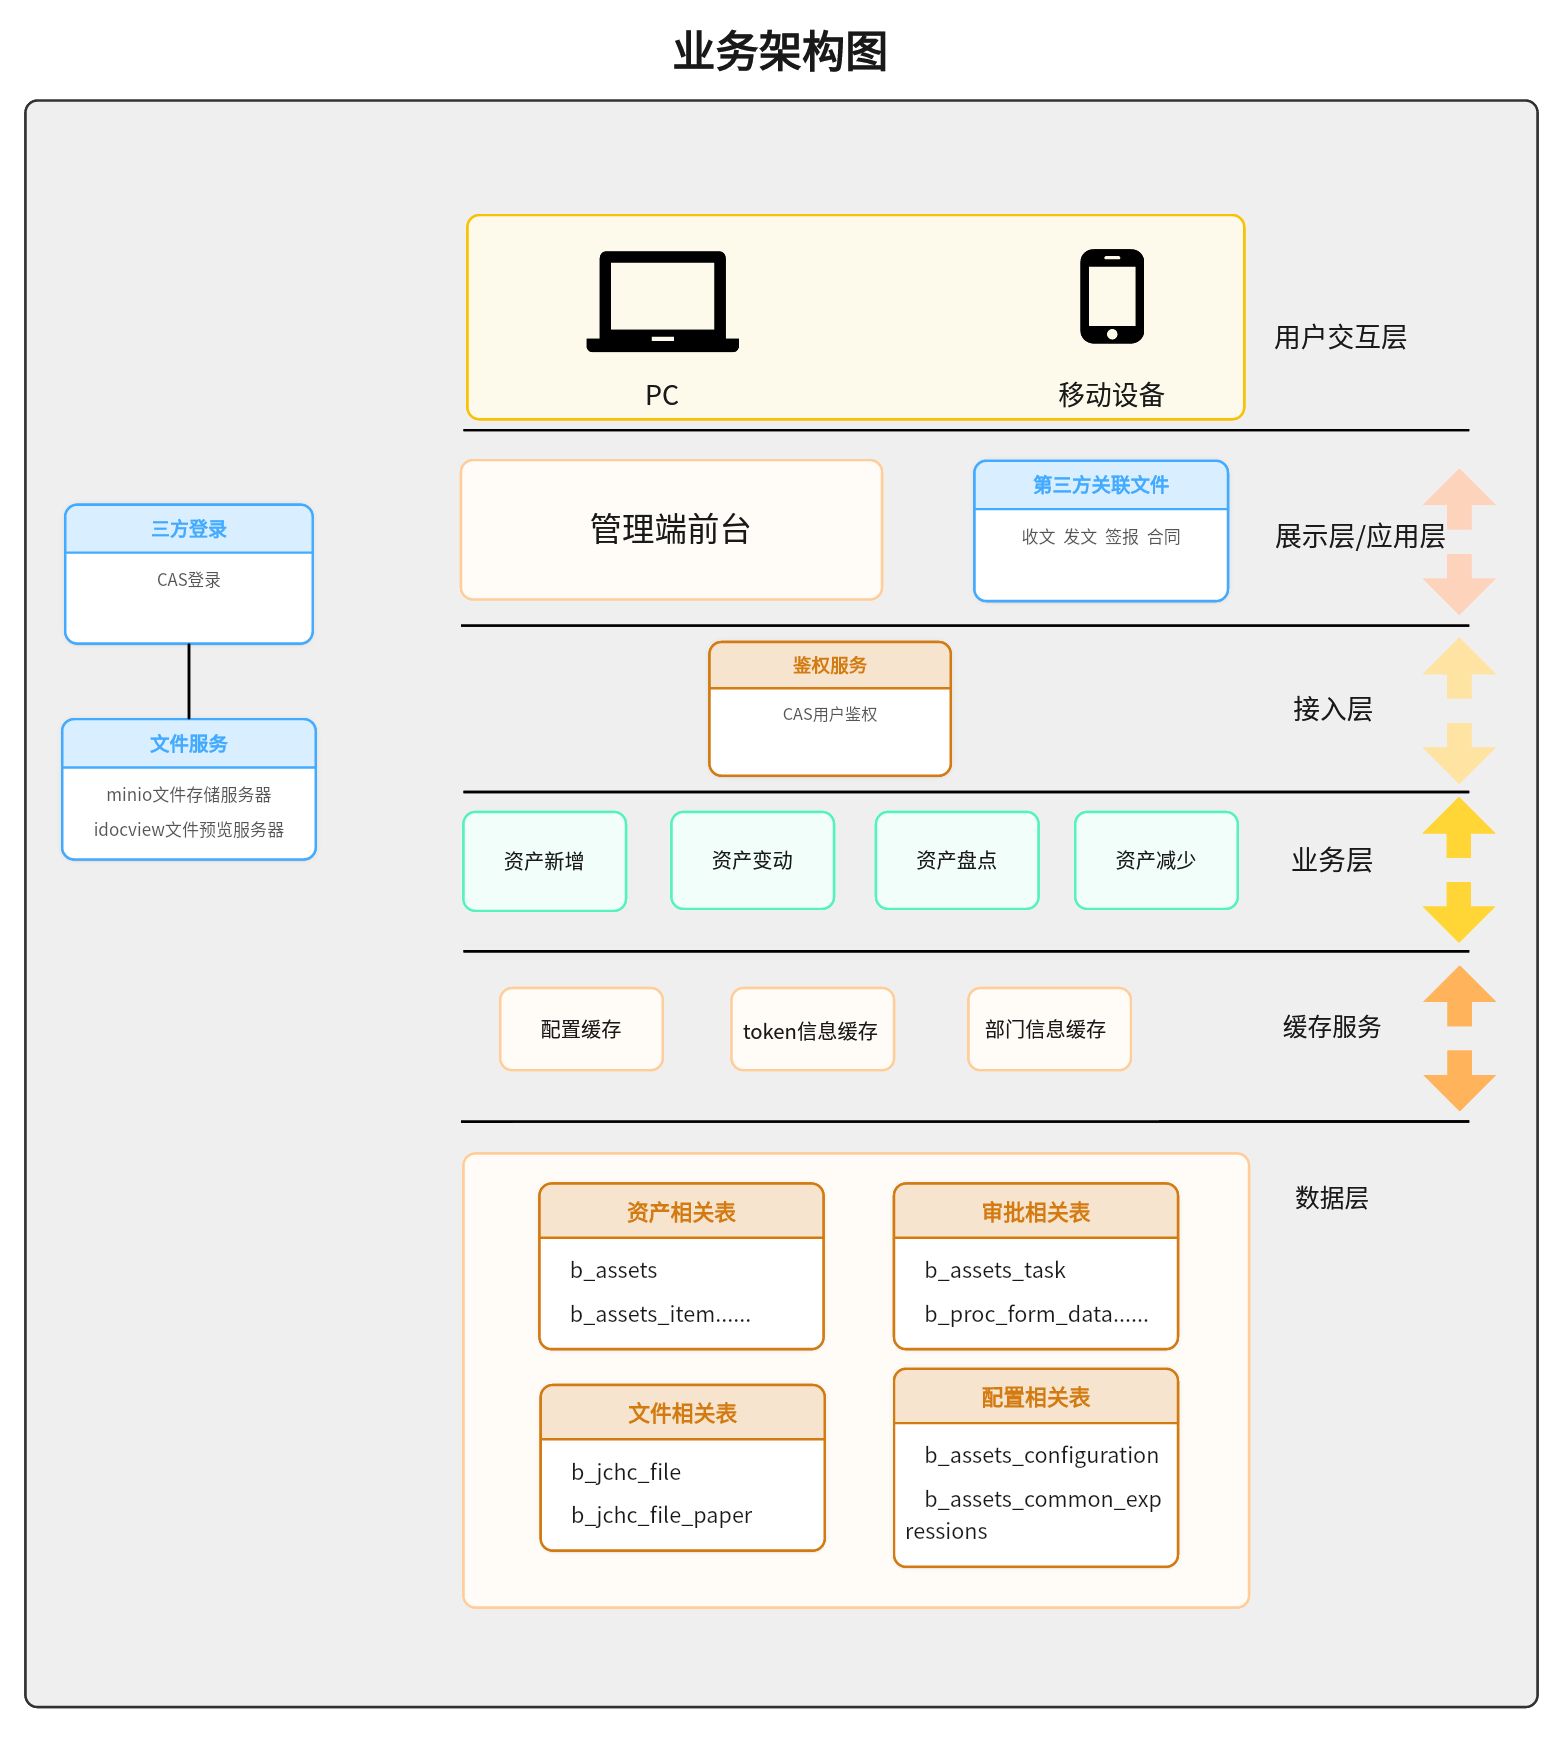 业务架构图
PC
移动设备
用户交互层
三方登录
CAS登录
文件服务
minio文件存储服务器
idocview文件预览服务器
管理端前台
第三方关联文件
收文 发文 签报 合同
展示层/应用层
鉴权服务
CAS用户鉴权
接入层
资产新增
资产变动
资产盘点
资产减少
业务层
配置缓存
token信息缓存
部门信息缓存
缓存服务
数据层
资产相关表
b_assets
b_assets_item......
审批相关表
b_assets_task
b_proc_form_data......
文件相关表
b_jchc_file
b_jchc_file_paper
配置相关表
b_assets_configuration
b_assets_common_exp
ressions